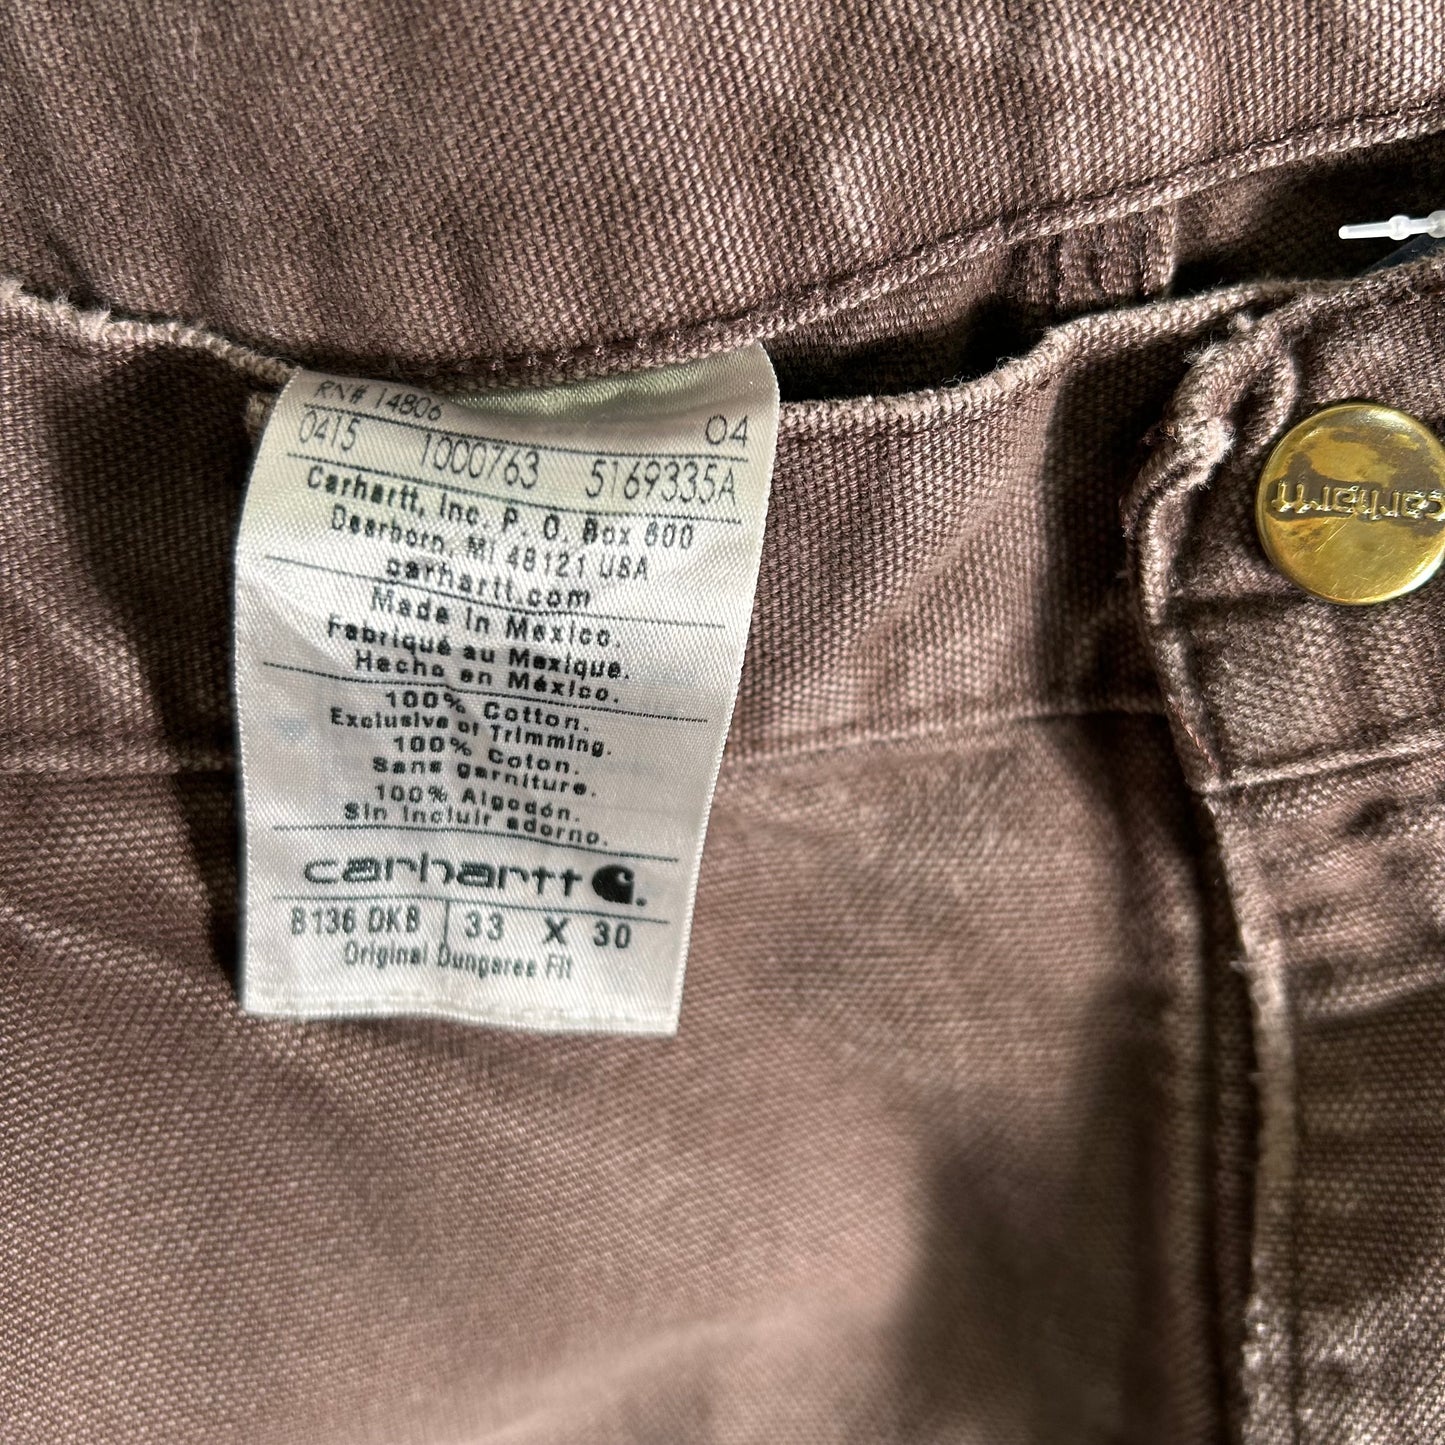 RN# 14806
04
0415 1000763 5169335A
Carhartt, Inc. P. O. Box 600
Dearborn, MI 48121 USA
carhartt.com
Made in Mexico.
Fabriqué au Mexique.
Hecho en México.
100% Cotton.
Exclusive of Trimming.
100% Coton.
Sans garniture.
100% Algodón.
Sin incluir adorno.
carhartt
B136 DKB 33 X 30
Original Dungaree Fit
carhartt